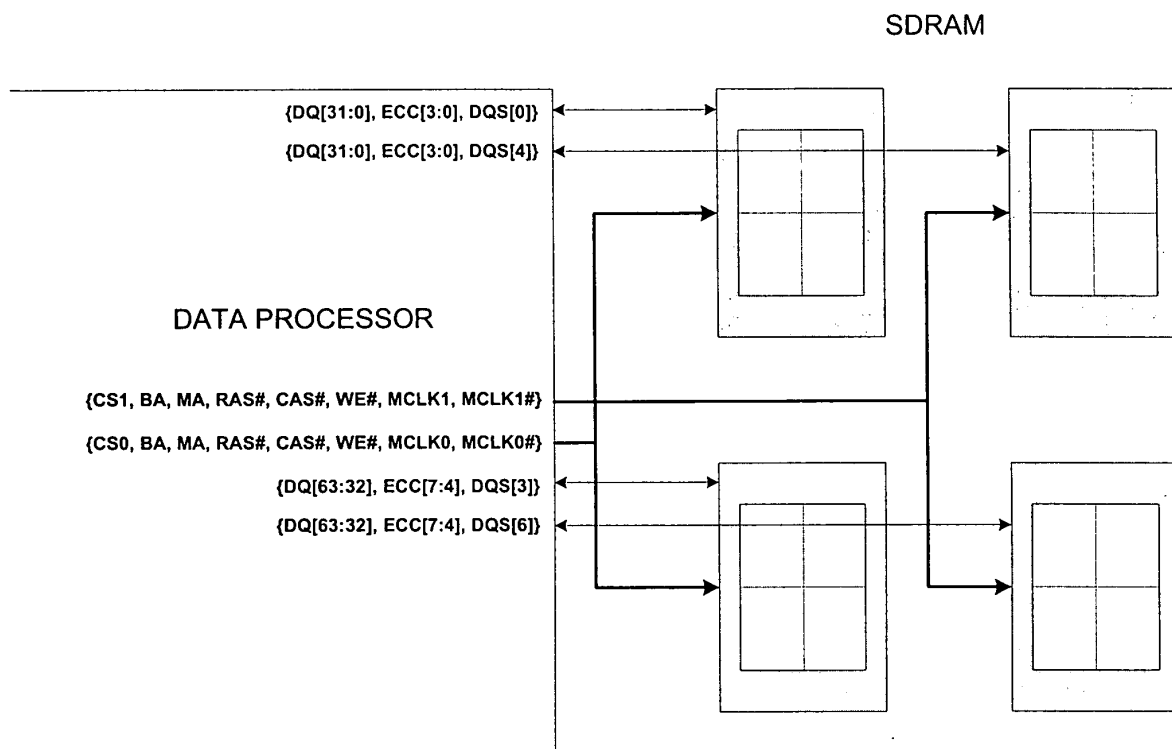 SDRAM
{DQ[31:0], ECC[3:0], DQS[0]}
{DQ[31:0], ECC[3:0], DQS[4]}
DATA PROCESSOR
{CS1, BA, MA, RAS#, CAS#, WE#, MCLK1, MCLK1#}
{CS0, BA, MA, RAS#, CAS#, WE#, MCLK0, MCLK0#}
{DQ[63:32], ECC[7:4], DQS[3]}
{DQ[63:32], ECC[7:4], DQS[6]}